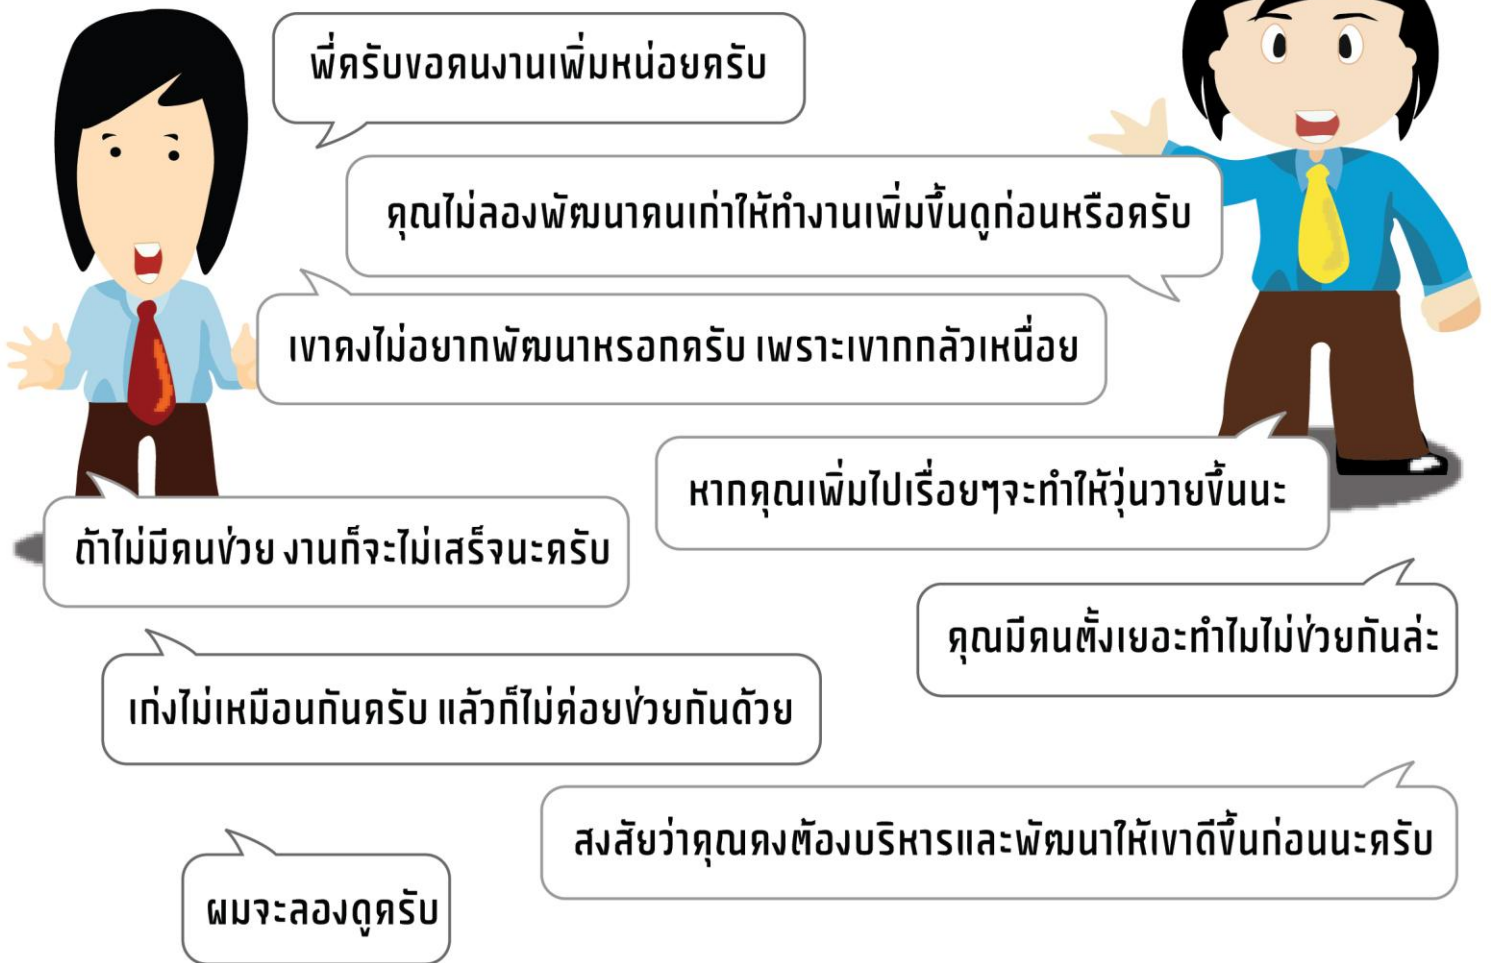 พี่ครับขอคนงานเพิ่มหน่อยครับ
คุณไม่ลองพัฒนาคนเก่าให้ทำงานเพิ่มขึ้นดูก่อนหรือครับ
เขาคงไม่อยากพัฒนาหรอกครับ เพราะเขากกลัวเหนื่อย
หากคุณเพิ่มไปเรื่อยๆจะทำให้วุ่นวายขึ้นนะ
ถ้าไม่มีคนช่วย งานก็จะไม่เสร็จนะครับ
คุณมีคนตั้งเยอะทำไมไม่ช่วยกันล่ะ
เก่งไม่เหมือนกันครับ แล้วก็ไม่ค่อยช่วยกันด้วย
สงสัยว่าคุณคงต้องบริหารและพัฒนาให้เขาดีขึ้นก่อนนะครับ
ผมจะลองดูครับ